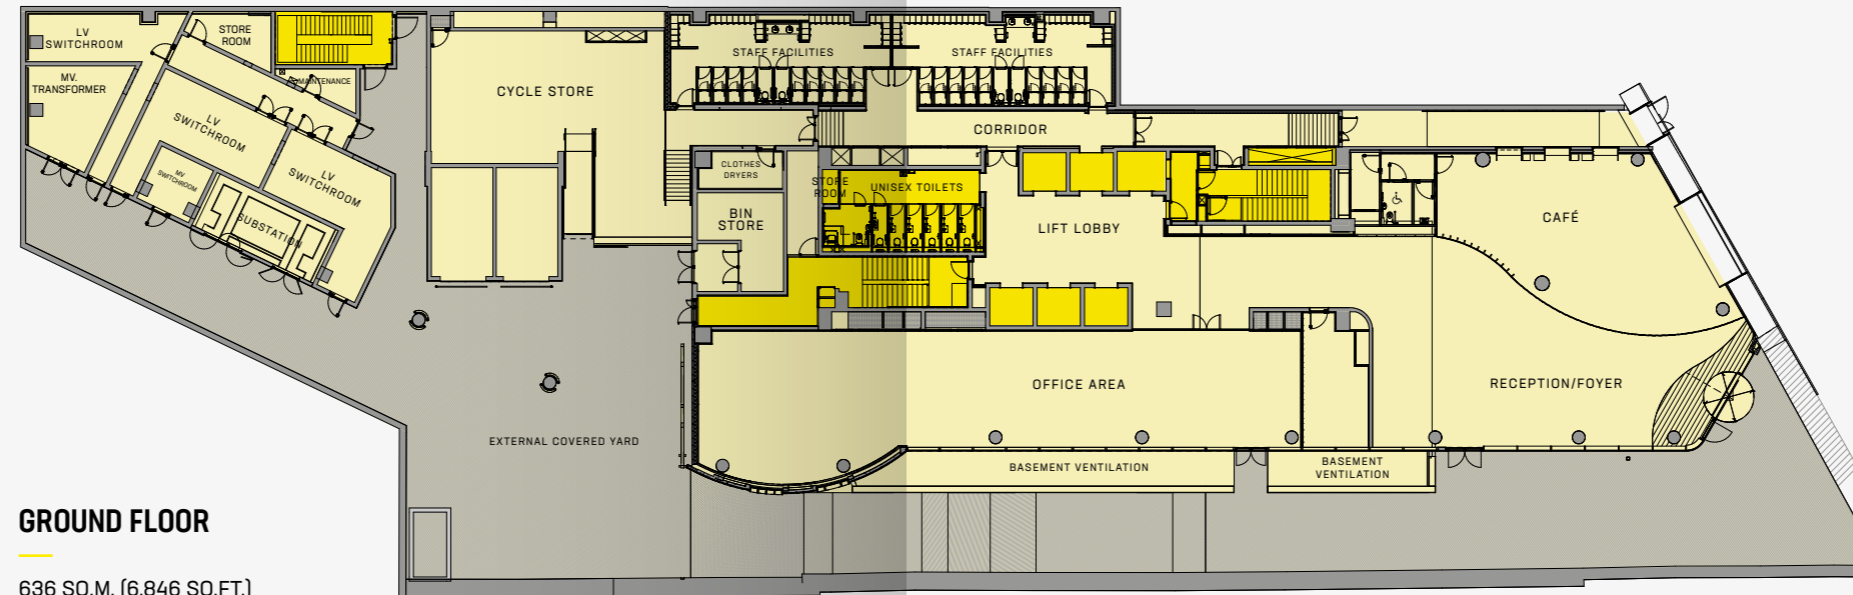 LV
SWITCHROOM
STORE
ROOM
MV.
TRANSFORMER
MAINTENANCE
LV
SWITCHROOM
MV
SWITCHROOM
LV
SWITCHROOM
SUBSTATION
CYCLE STORE
STAFF FACILITIES
STAFF FACILITIES
CORRIDOR
CLOTHES
DRYERS
STORE
ROOM
UNISEX TOILETS
BIN
STORE
LIFT LOBBY
CAFÉ
OFFICE AREA
RECEPTION/FOYER
EXTERNAL COVERED YARD
BASEMENT VENTILATION
BASEMENT
VENTILATION
GROUND FLOOR
636 SQ.M. (6,846 SQ.FT.)